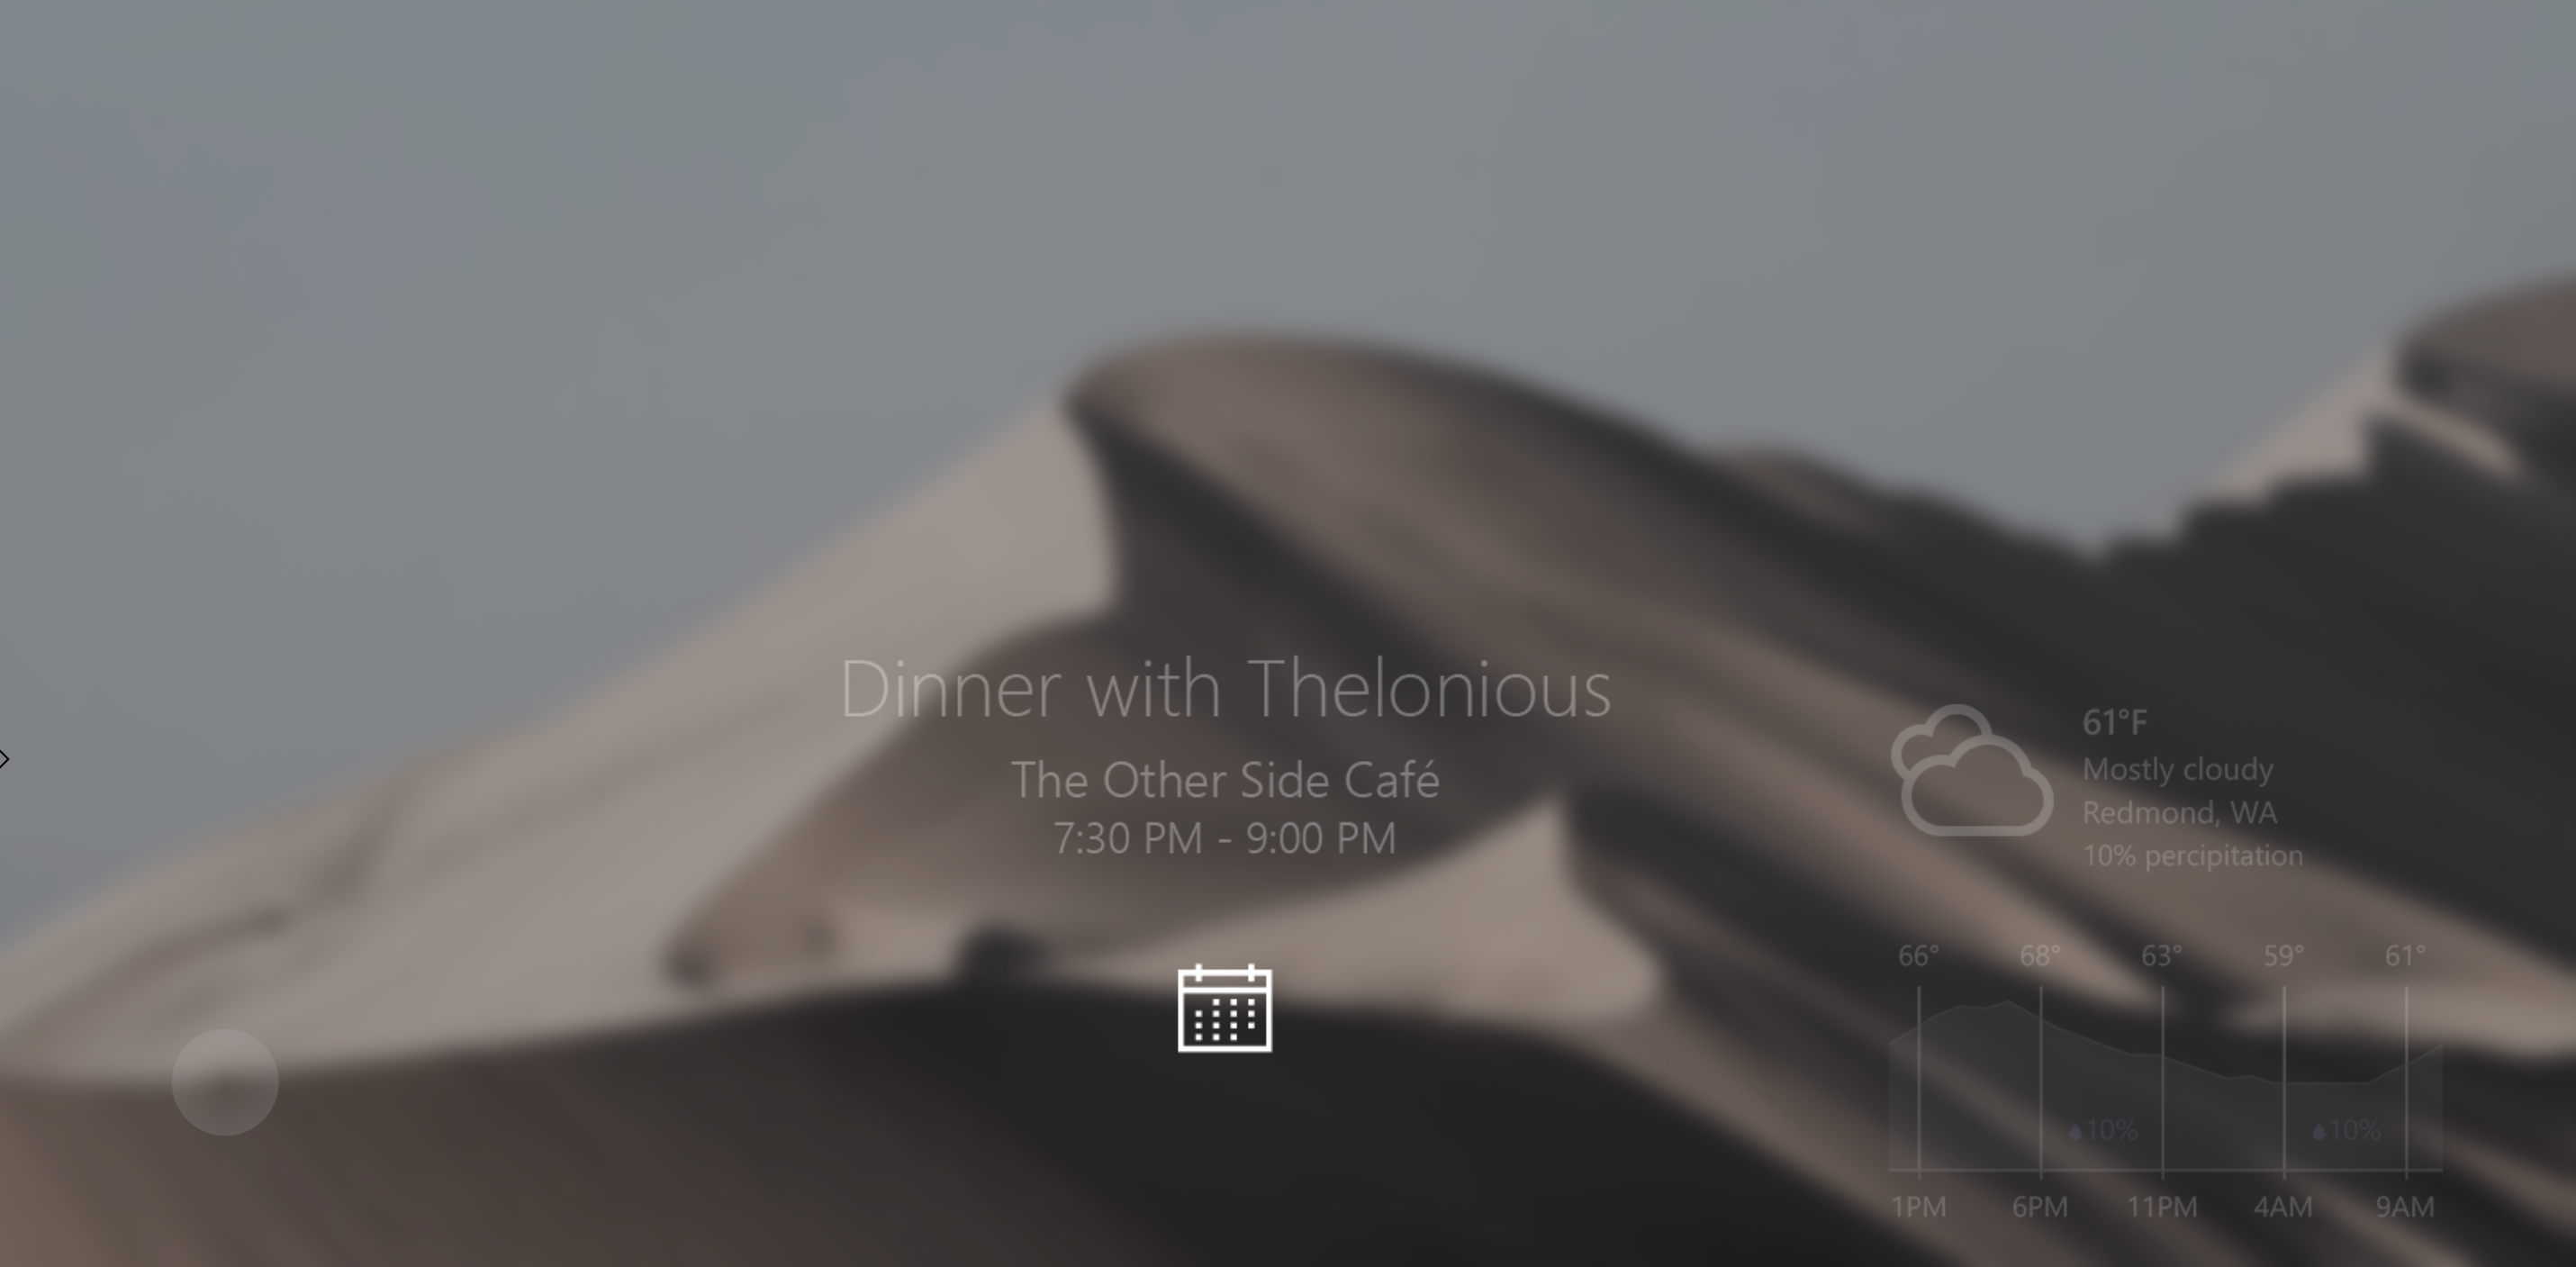 Dinner with Thelonious
The Other Side Café
7:30 PM - 9:00 PM
61°F
Mostly cloudy
Redmond, WA
10% percipitation
66° 68° 63° 59° 61°
10% 10%
1PM 6PM 11PM 4AM 9AM